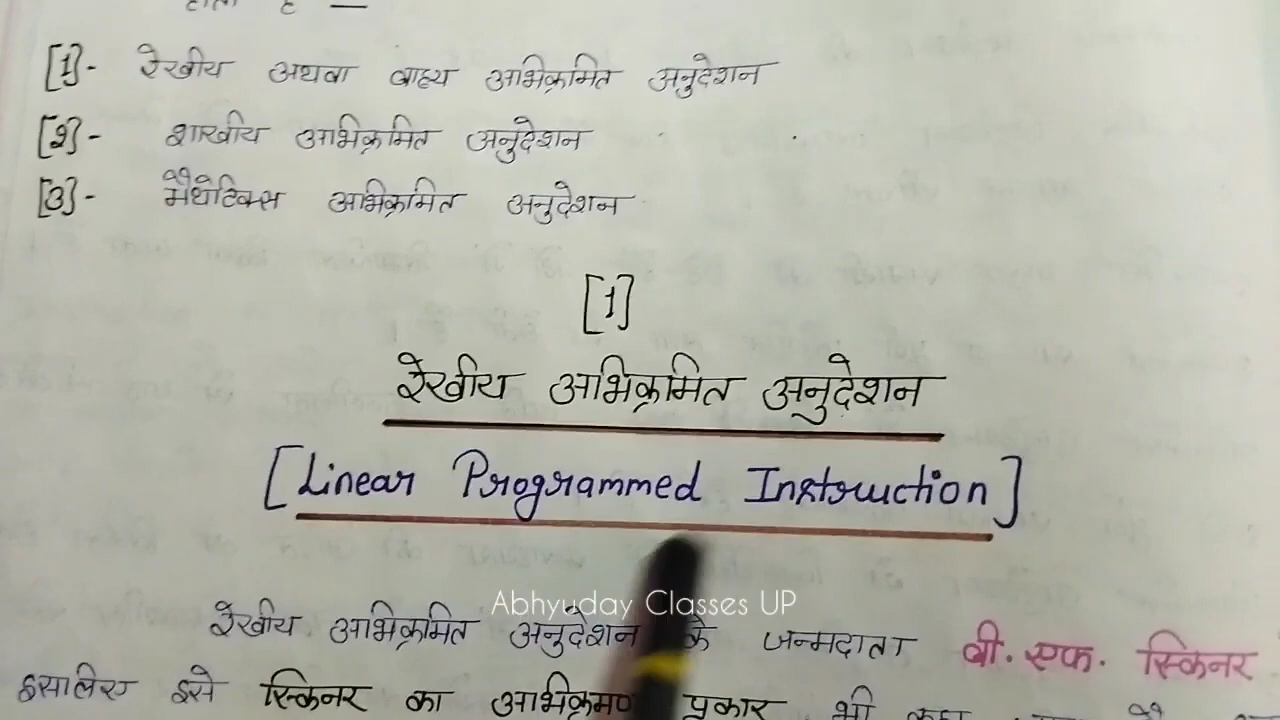 [1]- रेखीय अथवा बाह्य अभिक्रमित अनुदेशन
[2]- शाखीय अभिक्रमित अनुदेशन
[3]- मैथेटिक्स अभिक्रमित अनुदेशन
[1]
रेखीय अभिक्रमित अनुदेशन
[Linear Programmed Instruction]
Abhyuday Classes UP
रेखीय अभिक्रमित अनुदेशन के जन्मदाता बी. एफ. स्किनर
इसलिए इसे स्किनर का अभिक्रमण प्रकार भी